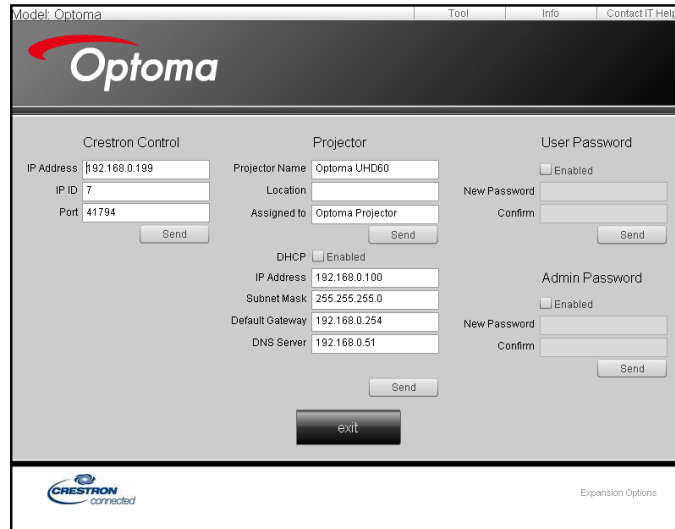 Model: Optoma
Tool Info Contact IT Help
Optoma
Crestron Control
IP Address 192.168.0.199
IP ID 7
Port 41794
Send
Projector
Projector Name Optoma UHD60
Location
Assigned to Optoma Projector
Send
DHCP Enabled
IP Address 192.168.0.100
Subnet Mask 255.255.255.0
Default Gateway 192.168.0.254
DNS Server 192.168.0.51
Send
User Password
Enabled
New Password
Confirm
Send
Admin Password
Enabled
New Password
Confirm
Send
exit
CRESTRON
connected
Expansion Options